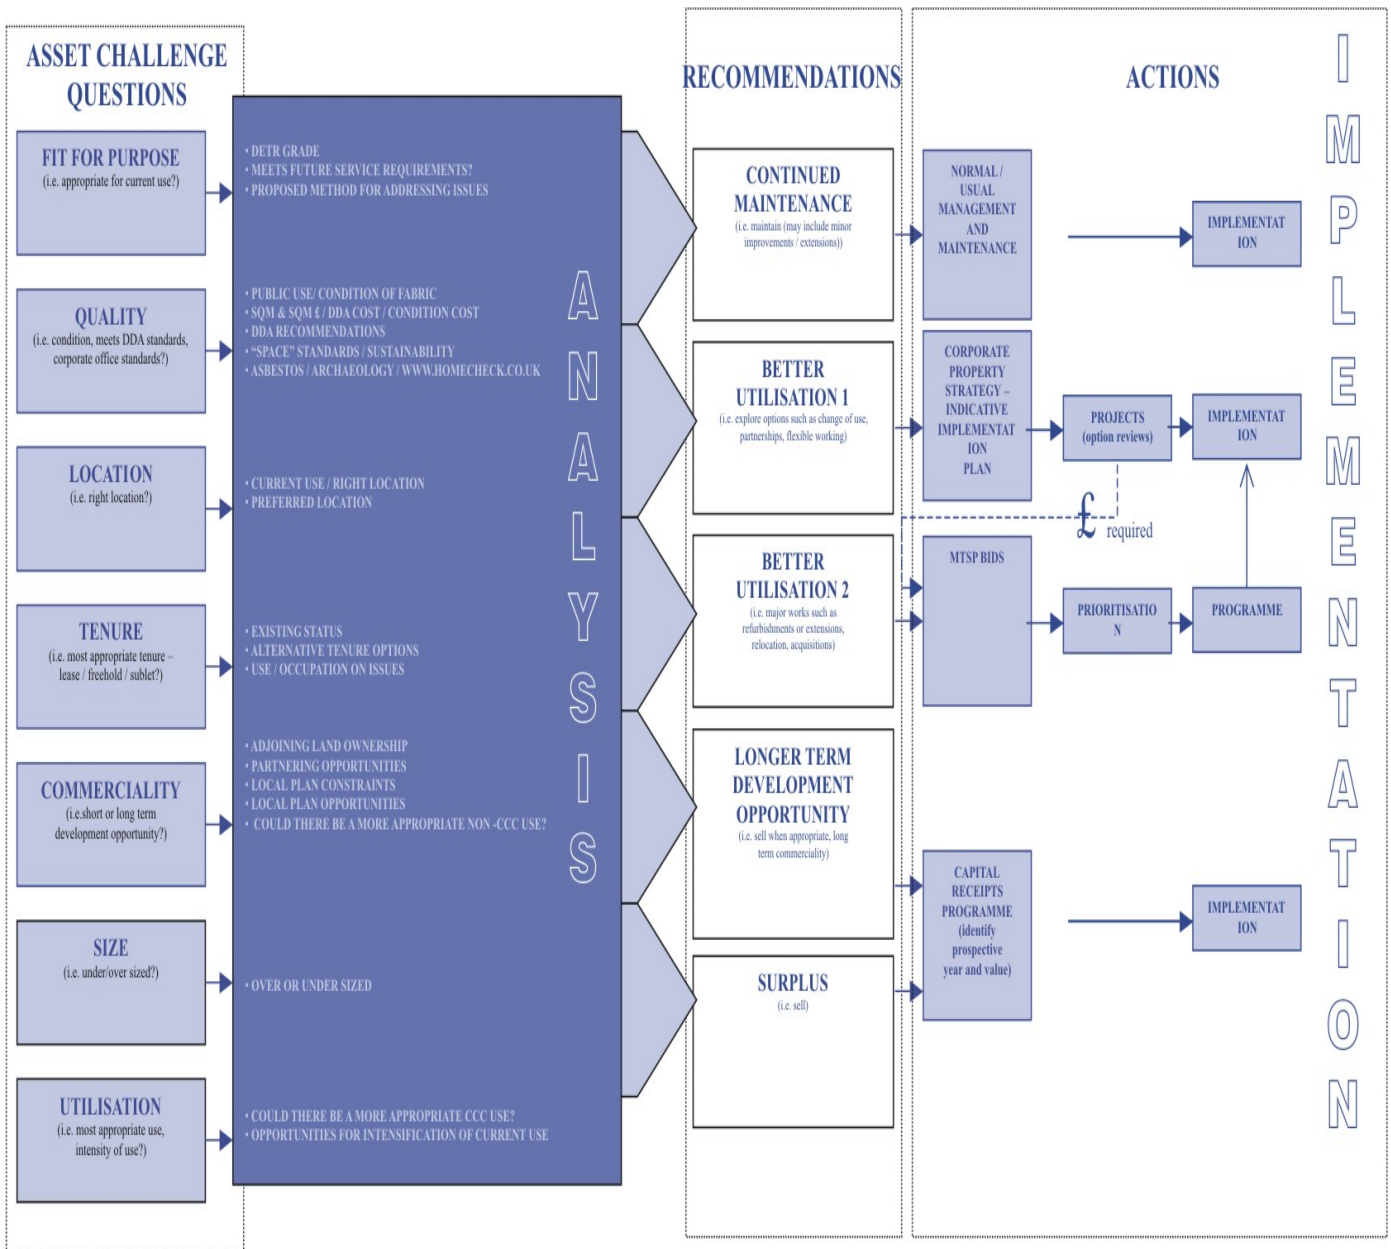 ASSET CHALLENGE
QUESTIONS
FIT FOR PURPOSE
(i.e. appropriate for current use?)
QUALITY
(i.e. condition, meets DDA standards,
corporate office standards?)
LOCATION
(i.e. right location?)
TENURE
(i.e. most appropriate tenure –
lease / freehold / sublet?)
COMMERCIALITY
(i.e.short or long term
development opportunity?)
SIZE
(i.e. under/over sized?)
UTILISATION
(i.e. most appropriate use,
intensity of use?)
• DETR GRADE
• MEETS FUTURE SERVICE REQUIREMENTS?
• PROPOSED METHOD FOR ADDRESSING ISSUES
• PUBLIC USE/ CONDITION OF FABRIC
• SQM & SQM £ / DDA COST / CONDITION COST
• DDA RECOMMENDATIONS
• “SPACE” STANDARDS / SUSTAINABILITY
• ASBESTOS / ARCHAEOLOGY / WWW.HOMECHECK.CO.UK
• CURRENT USE / RIGHT LOCATION
• PREFERRED LOCATION
• EXISTING STATUS
• ALTERNATIVE TENURE OPTIONS
• USE / OCCUPATION ON ISSUES
• ADJOINING LAND OWNERSHIP
• PARTNERING OPPORTUNITIES
• LOCAL PLAN CONSTRAINTS
• LOCAL PLAN OPPORTUNITIES
• COULD THERE BE A MORE APPROPRIATE NON -CCC USE?
• OVER OR UNDER SIZED
• COULD THERE BE A MORE APPROPRIATE CCC USE?
• OPPORTUNITIES FOR INTENSIFICATION OF CURRENT USE
ANALYSIS
RECOMMENDATIONS
CONTINUED
MAINTENANCE
(i.e. maintain (may include minor
improvements / extensions))
BETTER
UTILISATION 1
(i.e. explore options such as change of use,
partnerships, flexible working)
BETTER
UTILISATION 2
(i.e. major works such as
refurbishments or extensions,
relocation, acquisitions)
LONGER TERM
DEVELOPMENT
OPPORTUNITY
(i.e. sell when appropriate, long
term commerciality)
SURPLUS
(i.e. sell)
ACTIONS
NORMAL /
USUAL
MANAGEMENT
AND
MAINTENANCE
IMPLEMENTAT
ION
CORPORATE
PROPERTY
STRATEGY –
INDICATIVE
IMPLEMENTAT
ION
PLAN
PROJECTS
(option reviews)
IMPLEMENTAT
ION
£ required
MTSP BIDS
PRIORITISATIO
N
PROGRAMME
CAPITAL
RECEIPTS
PROGRAMME
(identify
prospective
year and value)
IMPLEMENTAT
ION
IMPLEMENTATION